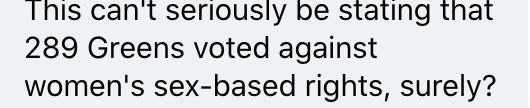 This can't seriously be stating that
289 Greens voted against
women's sex-based rights, surely?